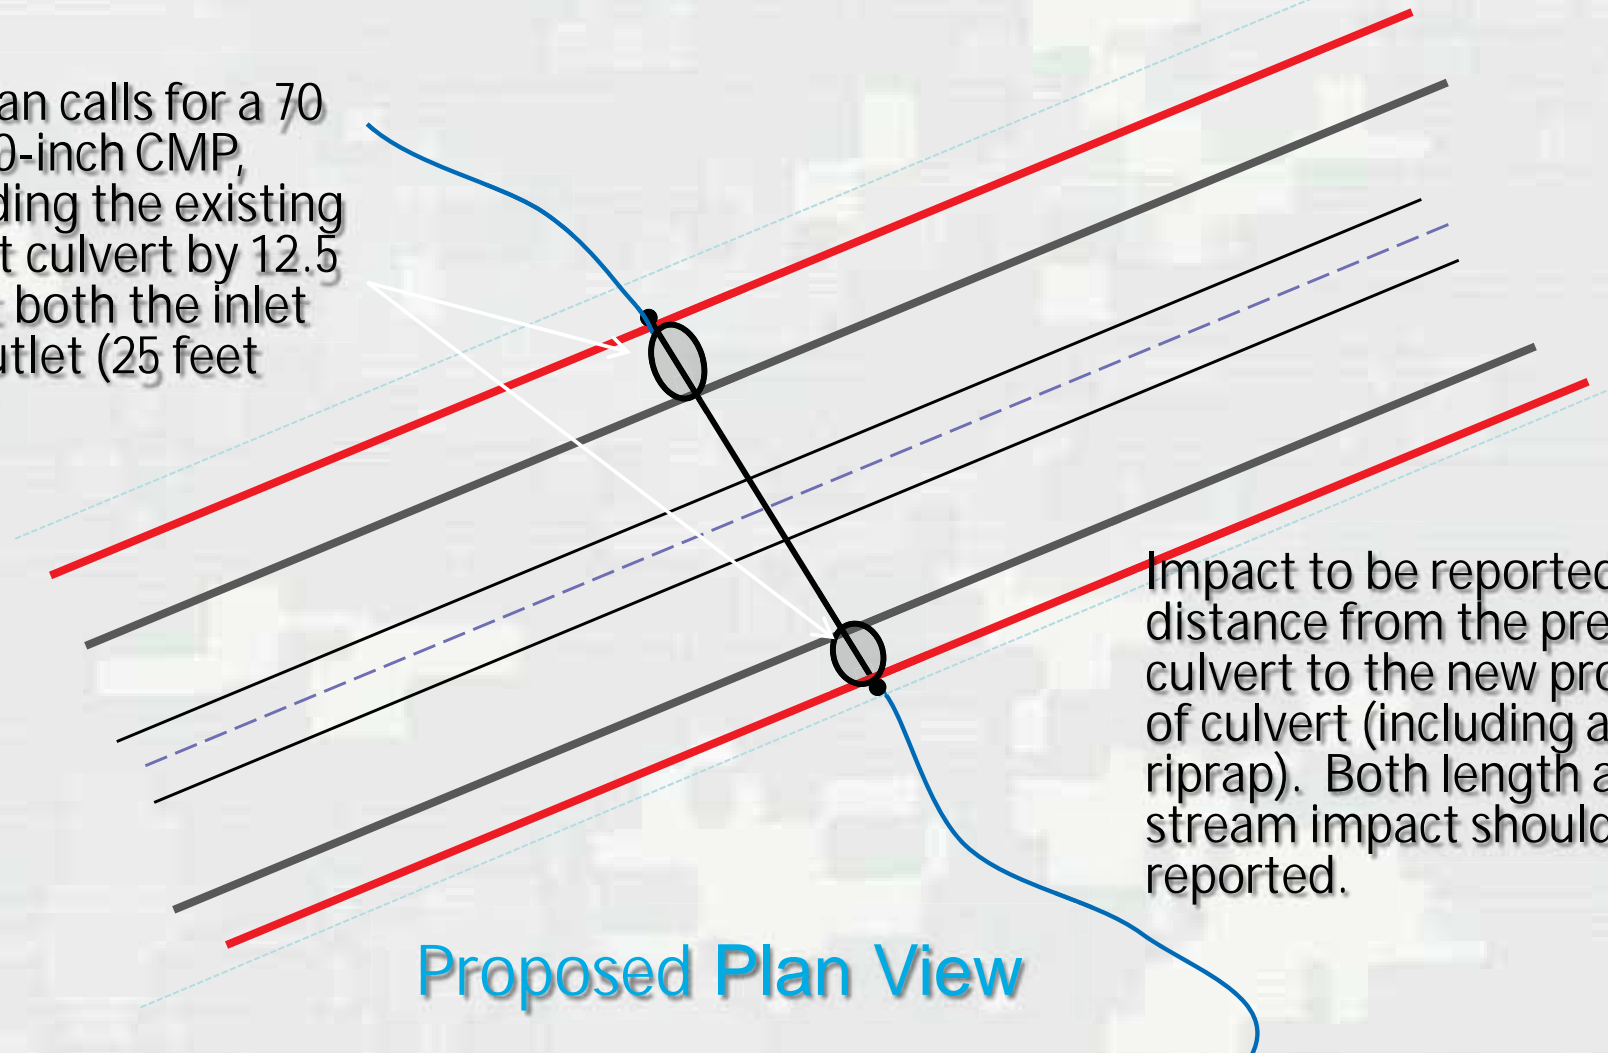 an calls for a 70
0-inch CMP,
ding the existing
t culvert by 12.5
t both the inlet
utlet (25 feet
Impact to be reported
distance from the pre
culvert to the new pro
of culvert (including a
riprap). Both length a
stream impact should
reported.
Proposed Plan View